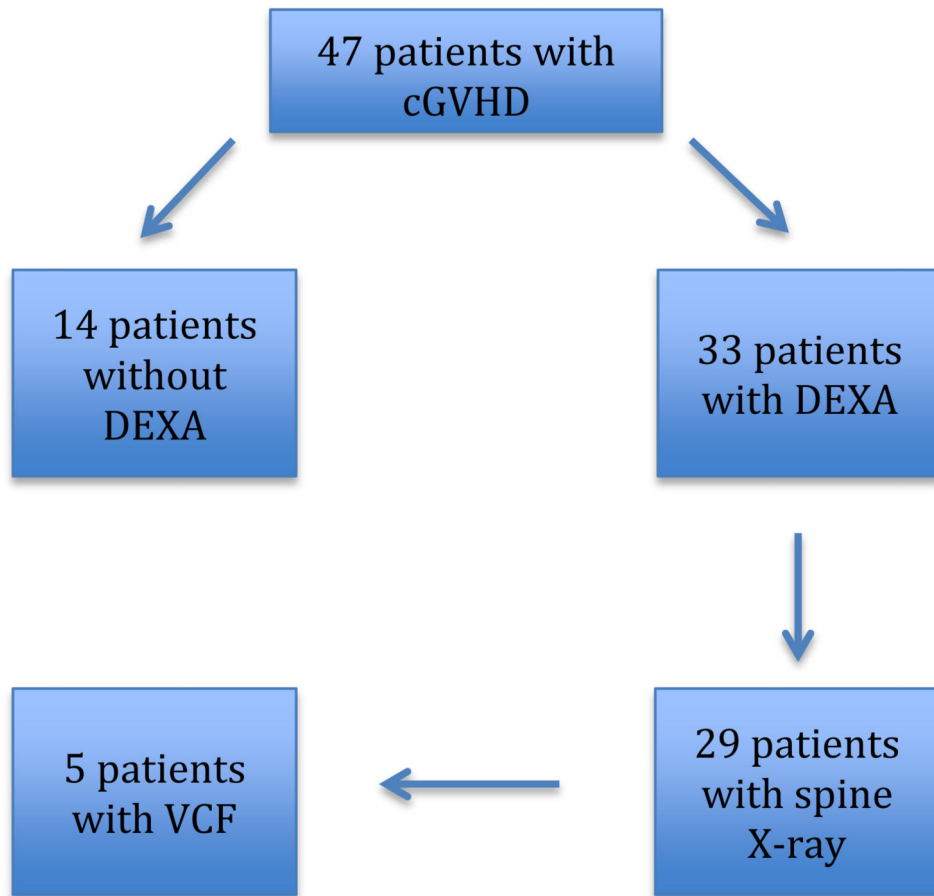 47 patients with
cGVHD
14 patients
without
DEXA
33 patients
with DEXA
5 patients
with VCF
29 patients
with spine
X-ray